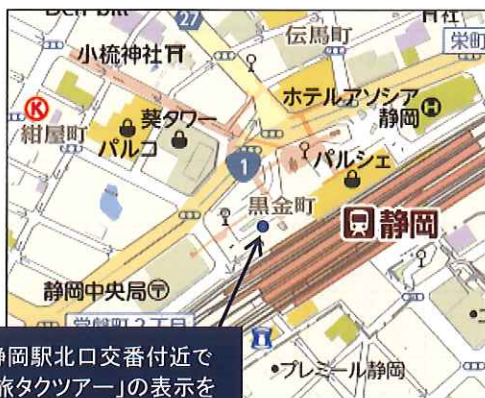 27
小梳神社
伝馬町
栄町
ホテルアソシア
静岡
H
K
紺屋町
葵タワー
パルコ
1
パルシェ
黒金町
静岡
静岡中央局〒
常磐町2丁目
静岡駅北口交番付近で
旅タクツアー」の表示を
プレミール静岡